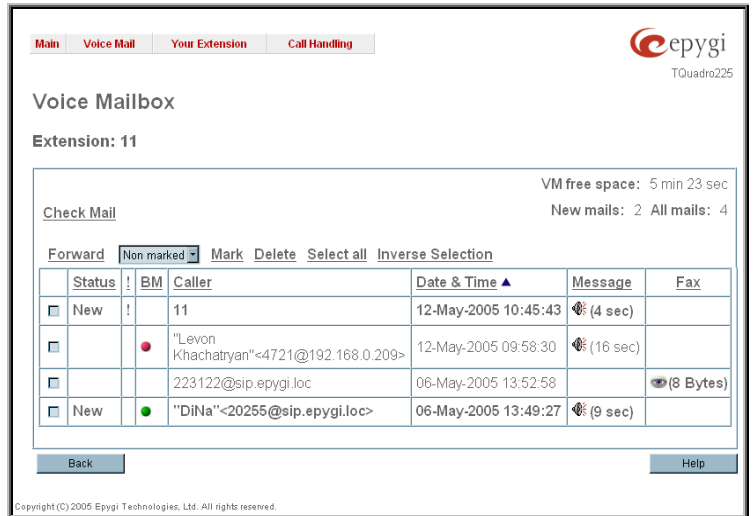 Main Voice Mail Your Extension Call Handling
epygi
TQuadro225
Voice Mailbox
Extension: 11
VM free space: 5 min 23 sec
Check Mail
New mails: 2 All mails: 4
Forward Non marked Mark Delete Select all Inverse Selection
Status ! BM Caller Date & Time Message Fax
New ! 11 12-May-2005 10:45:43 (4 sec)
"Levon
Khachatryan"<4721@192.168.0.209> 12-May-2005 09:58:30 (16 sec)
223122@sip.epygi.loc 06-May-2005 13:52:58 (8 Bytes)
New "DiNa"<20255@sip.epygi.loc> 06-May-2005 13:49:27 (9 sec)
Back Help
Copyright (C) 2005 Epygi Technologies, Ltd. All rights reserved.